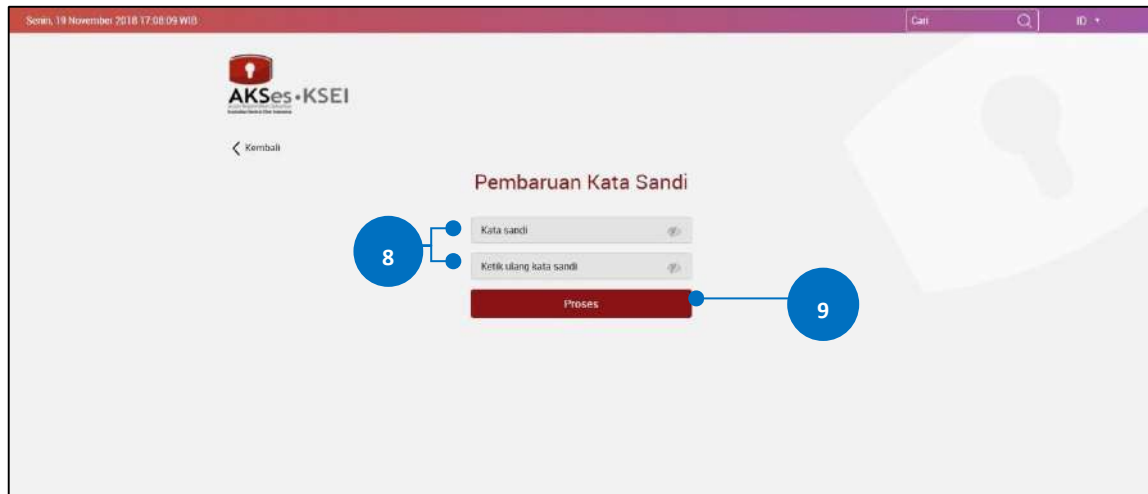 Senin, 19 November 2018 17:08:09 WIB
Cari
ID
AKSes·KSEI
Kembali
Pembaruan Kata Sandi
Kata sandi
8
Ketik ulang kata sandi
Proses
9